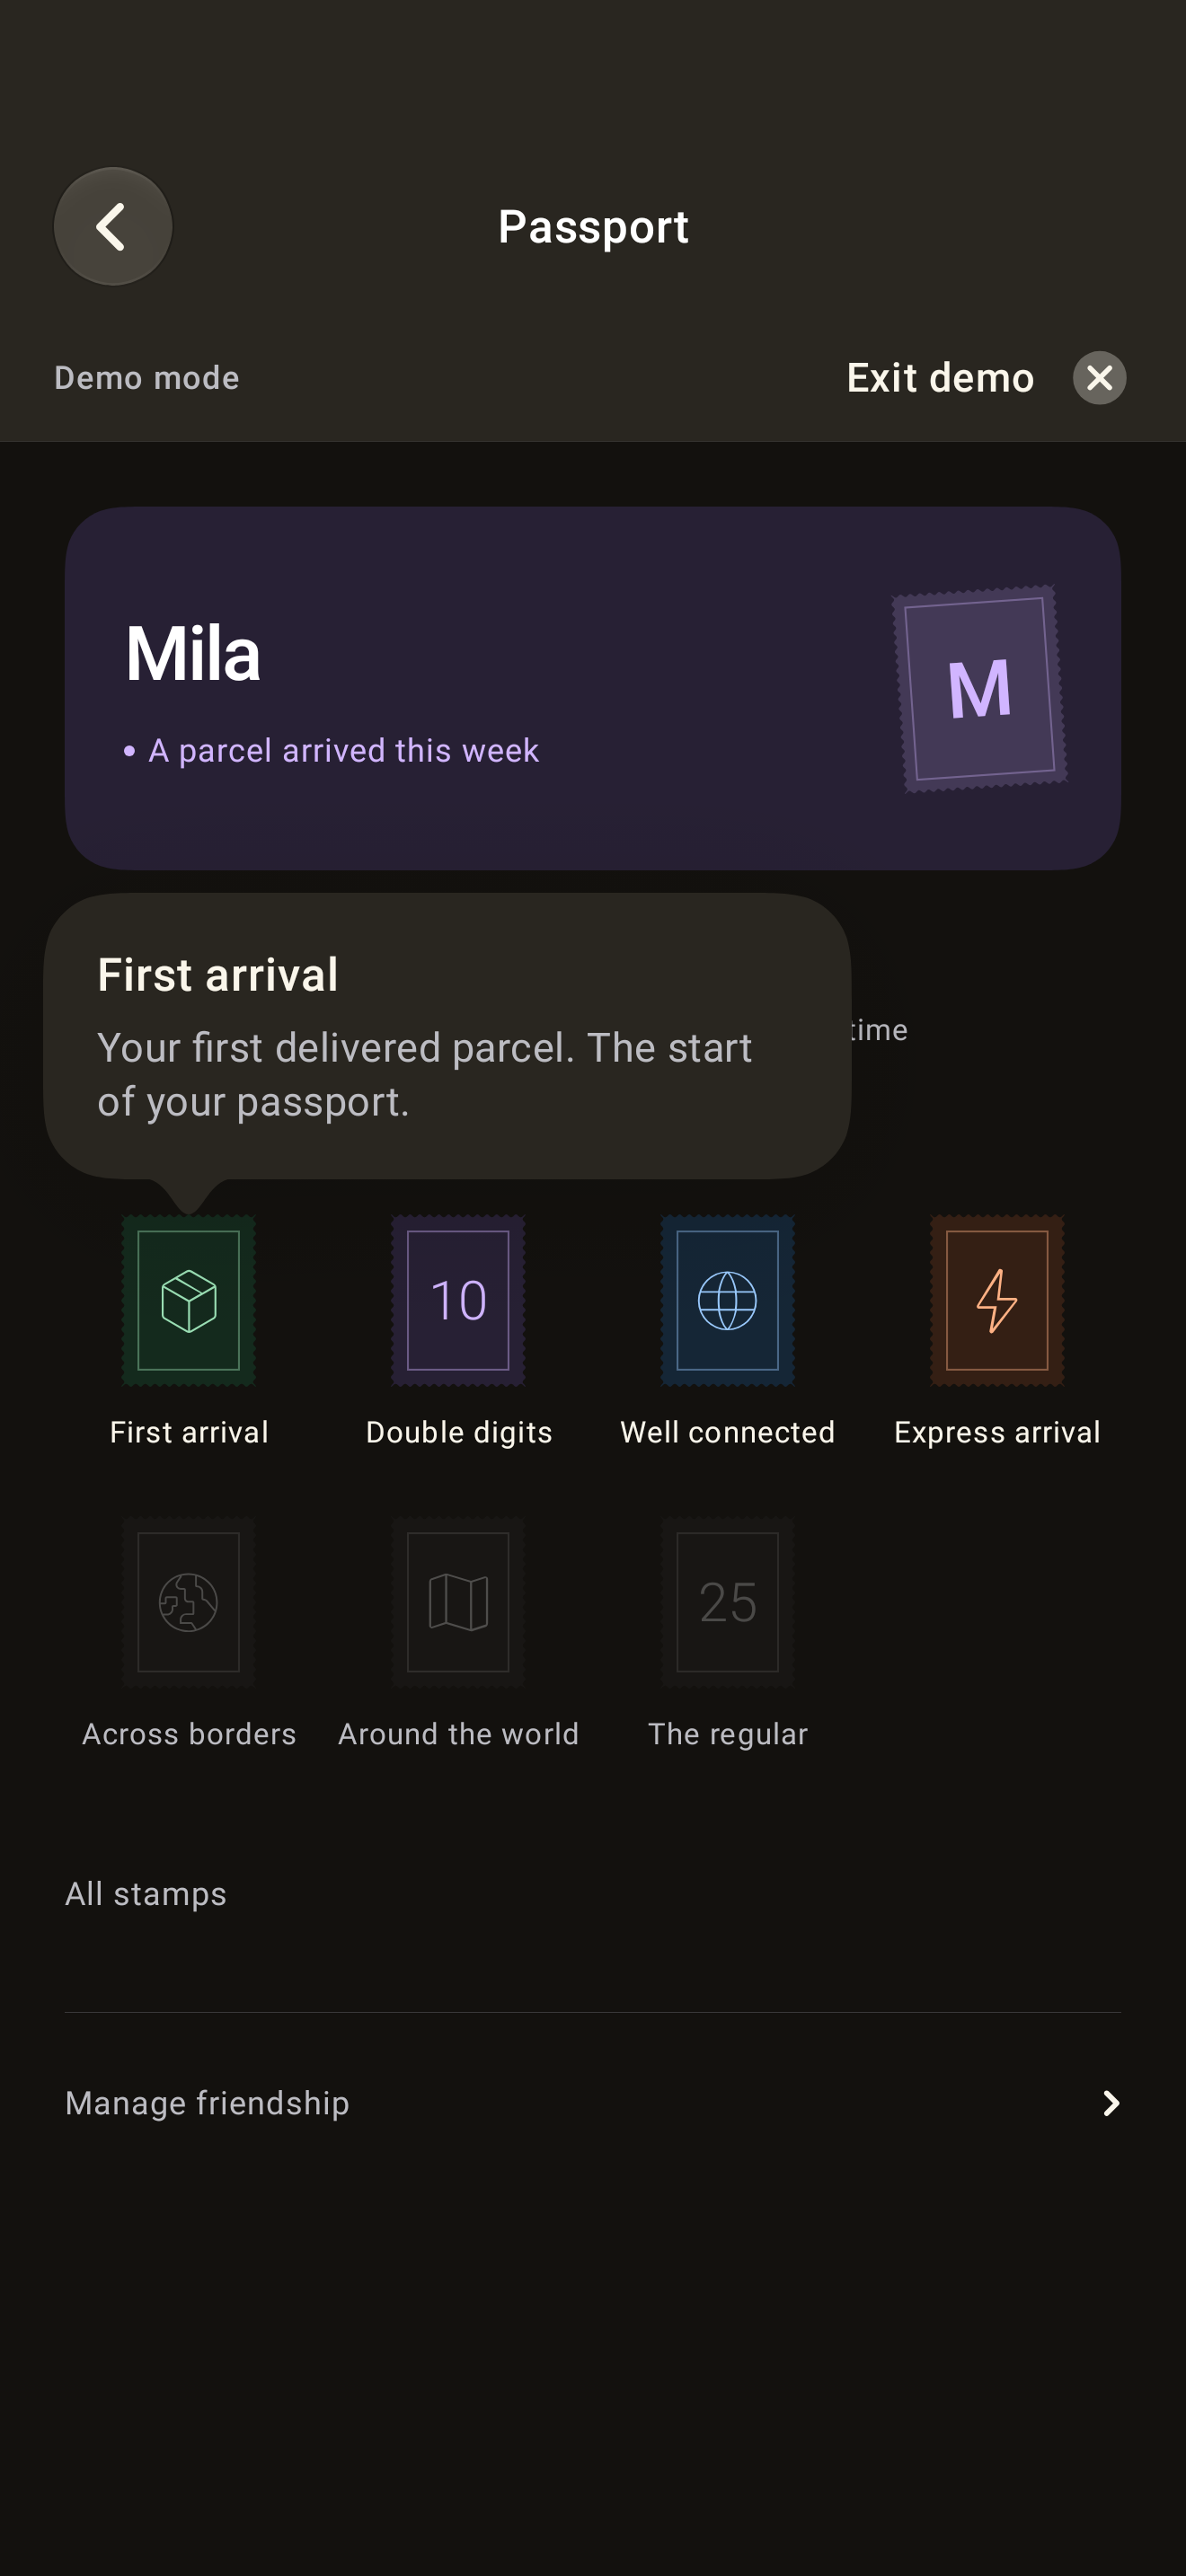 Passport
Demo mode
Exit demo
Mila
• A parcel arrived this week
M
First arrival
Your first delivered parcel. The start
of your passport.
time
10
First arrival
Double digits
Well connected
Express arrival
25
Across borders
Around the world
The regular
All stamps
Manage friendship